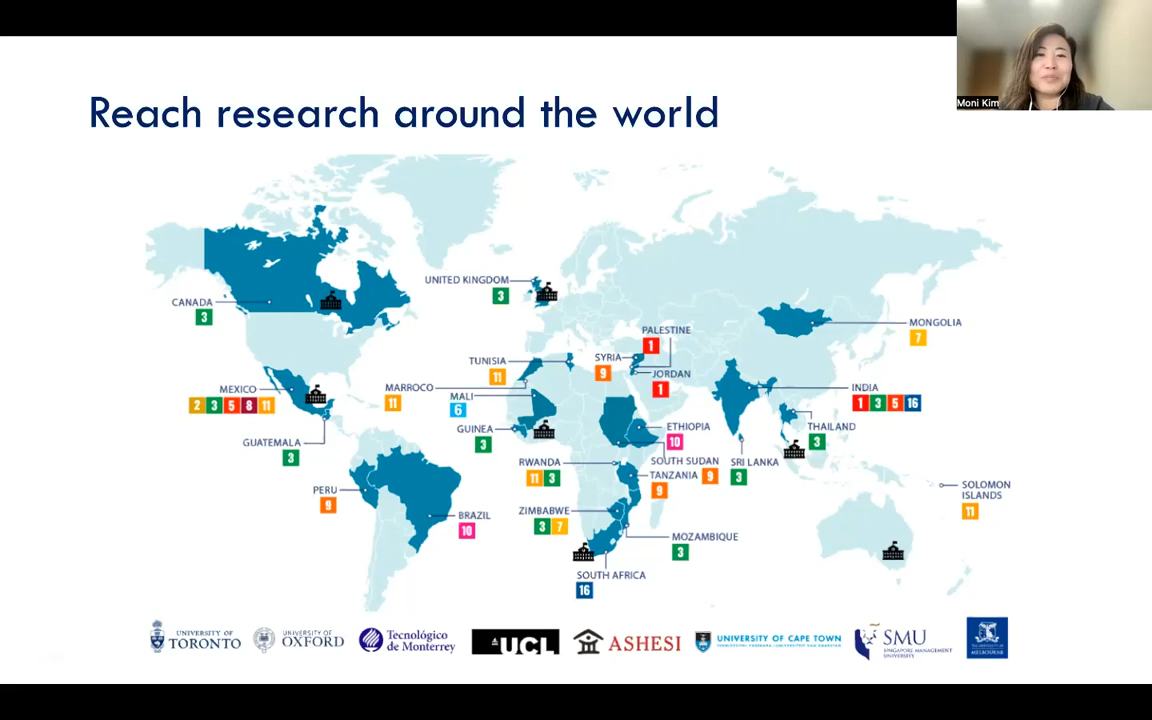 Moni Kim
Reach research around the world
UNITED KINGDOM
3
CANADA
3
MONGOLIA
7
PALESTINE
1
TUNISIA
11
SYRIA
9
JORDAN
1
MEXICO
2 3 5 8 11
MARROCO
11
MALI
6
INDIA
1 3 5 16
GUINEA
3
ETHIOPIA
10
THAILAND
3
GUATEMALA
3
RWANDA
11 3
SOUTH SUDAN
9
TANZANIA
9
SRI LANKA
3
PERU
9
SOLOMON
ISLANDS
11
BRAZIL
10
ZIMBABWE
3 7
MOZAMBIQUE
3
SOUTH AFRICA
16
UNIVERSITY OF
TORONTO
UNIVERSITY OF
OXFORD
Tecnológico
de Monterrey
UCL
ASHESI
UNIVERSITY OF CAPE TOWN
SMU
SINGAPORE MANAGEMENT
UNIVERSITY
MELBOURNE